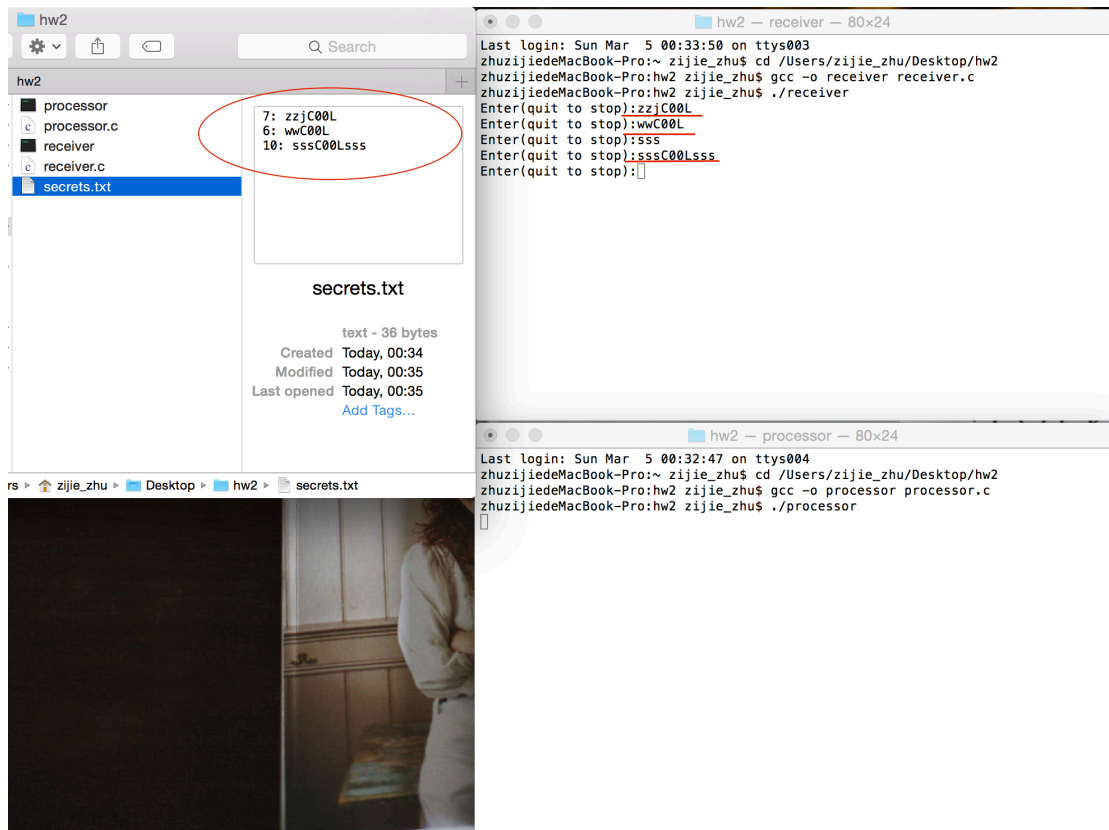 hw2
Search
hw2
processor
processor.c
receiver
receiver.c
secrets.txt
7: zzjC00L
6: wwC00L
10: sssC00Lsss
secrets.txt
text - 36 bytes
Created Today, 00:34
Modified Today, 00:35
Last opened Today, 00:35
Add Tags...
rs ▸ zijie_zhu ▸ Desktop ▸ hw2 ▸ secrets.txt
hw2 — receiver — 80×24
Last login: Sun Mar  5 00:33:50 on ttys003
zhuzijiedeMacBook-Pro:~ zijie_zhu$ cd /Users/zijie_zhu/Desktop/hw2
zhuzijiedeMacBook-Pro:hw2 zijie_zhu$ gcc -o receiver receiver.c
zhuzijiedeMacBook-Pro:hw2 zijie_zhu$ ./receiver
Enter(quit to stop):zzjC00L
Enter(quit to stop):wwC00L
Enter(quit to stop):sss
Enter(quit to stop):sssC00Lsss
Enter(quit to stop):
hw2 — processor — 80×24
Last login: Sun Mar  5 00:32:47 on ttys004
zhuzijiedeMacBook-Pro:~ zijie_zhu$ cd /Users/zijie_zhu/Desktop/hw2
zhuzijiedeMacBook-Pro:hw2 zijie_zhu$ gcc -o processor processor.c
zhuzijiedeMacBook-Pro:hw2 zijie_zhu$ ./processor